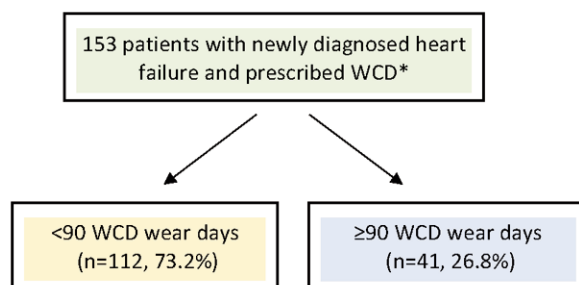 153 patients with newly diagnosed heart
failure and prescribed WCD*
<90 WCD wear days
(n=112, 73.2%)
≥90 WCD wear days
(n=41, 26.8%)